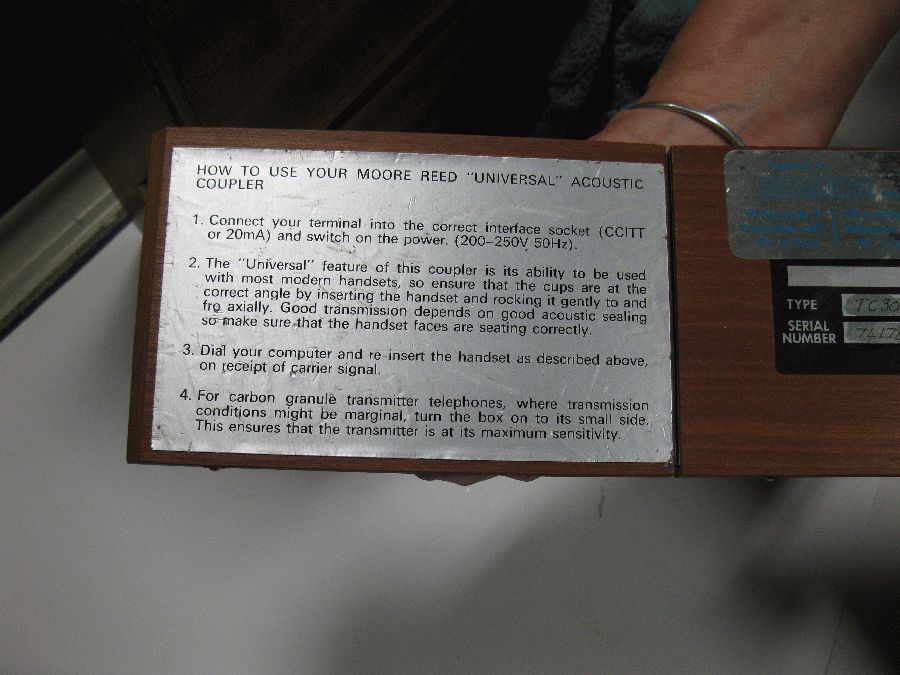 HOW TO USE YOUR MOORE REED "UNIVERSAL" ACOUSTIC
COUPLER
1. Connect your terminal into the correct interface socket (CCITT
or 20mA) and switch on the power. (200-250V 50Hz).
2. The "Universal" feature of this coupler is its ability to be used
with most modern handsets, so ensure that the cups are at the
correct angle by inserting the handset and rocking it gently to and
fro axially. Good transmission depends on good acoustic sealing
so make sure that the handset faces are seating correctly.
3. Dial your computer and re-insert the handset as described above,
on receipt of carrier signal.
4. For carbon granule transmitter telephones, where transmission
conditions might be marginal, turn the box on to its small side.
This ensures that the transmitter is at its maximum sensitivity.
TYPE TC30
SERIAL
NUMBER 74178